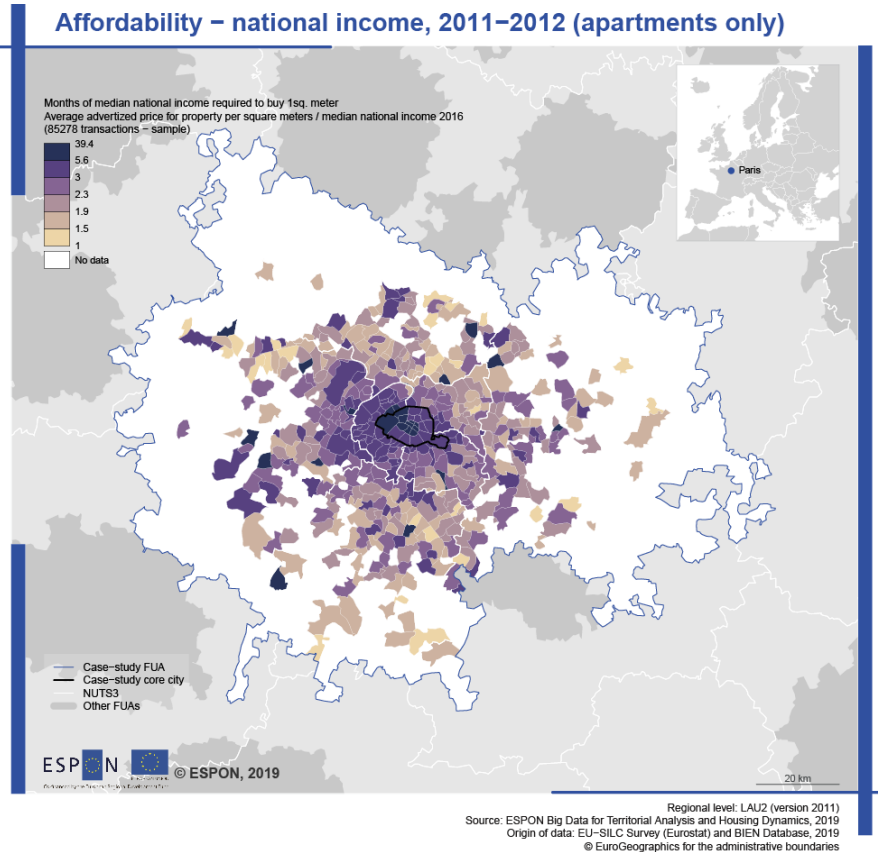 Affordability − national income, 2011−2012 (apartments only)
Months of median national income required to buy 1sq. meter
Average advertized price for property per square meters / median national income 2016
(85278 transactions − sample)
39.4
5.6
3
2.3
1.9
1.5
1
No data
Paris
Case−study FUA
Case−study core city
NUTS3
Other FUAs
ESPON
© ESPON, 2019
20 km
Regional level: LAU2 (version 2011)
Source: ESPON Big Data for Territorial Analysis and Housing Dynamics, 2019
Origin of data: EU−SILC Survey (Eurostat) and BIEN Database, 2019
© EuroGeographics for the administrative boundaries